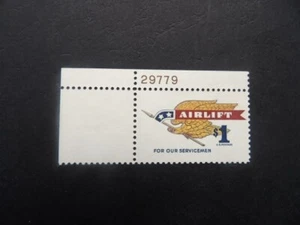 29779
AIRLIFT
$1
FOR OUR SERVICEMEN